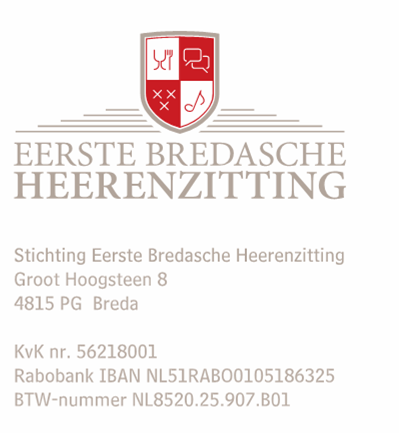 EERSTE BREDASCHE
HEERENZITTING
Stichting Eerste Bredasche Heerenzitting
Groot Hoogsteen 8
4815 PG Breda
KvK nr. 56218001
Rabobank IBAN NL51RABO0105186325
BTW-nummer NL8520.25.907.B01